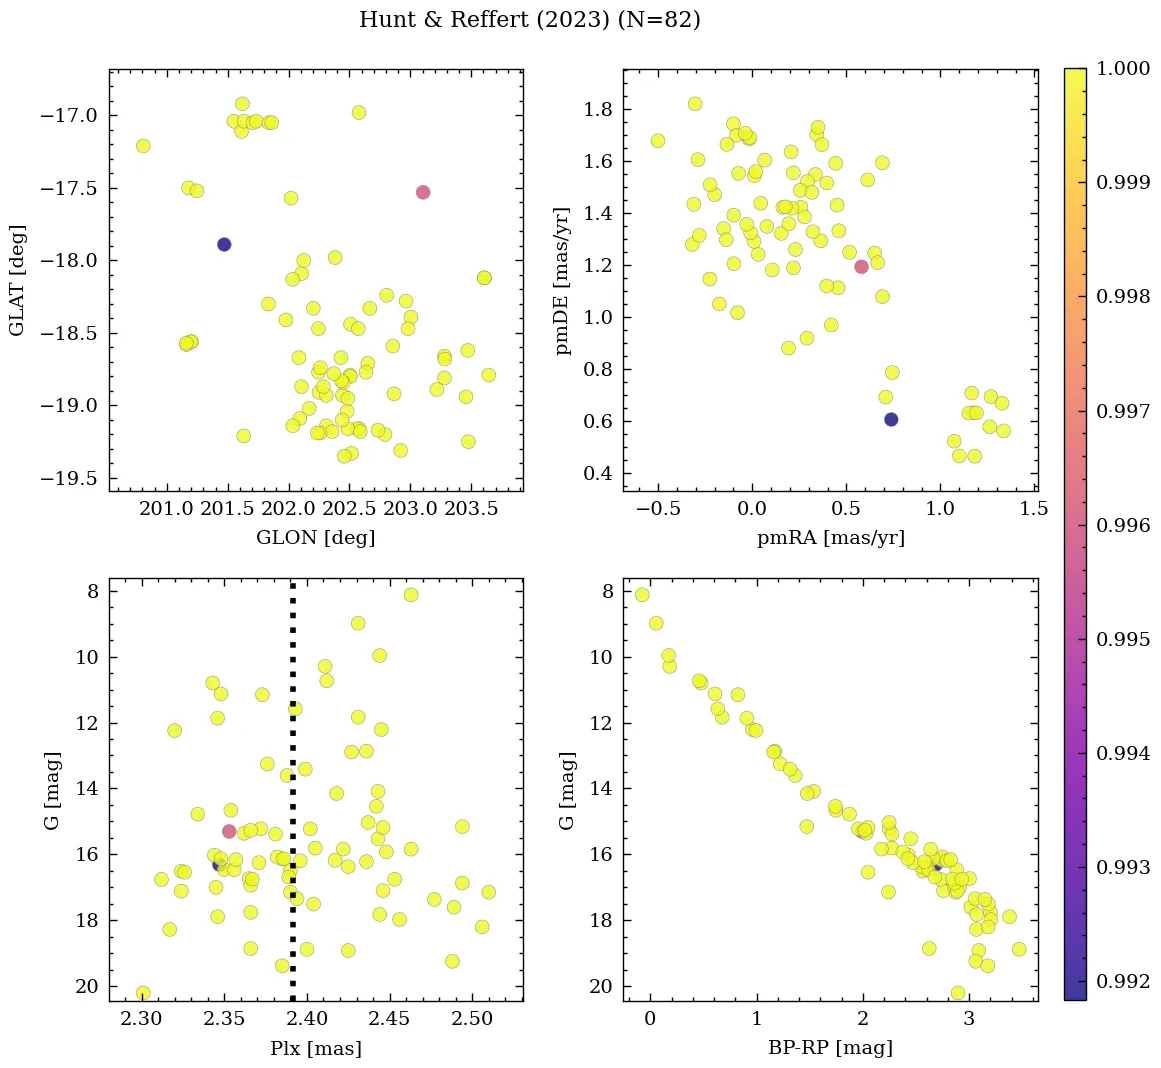 Hunt & Reffert (2023) (N=82)
−17.0
−17.5
−18.0
−18.5
−19.0
−19.5
GLAT [deg]
201.0 201.5 202.0 202.5 203.0 203.5
GLON [deg]
1.8
1.6
1.4
1.2
1.0
0.8
0.6
0.4
pmDE [mas/yr]
−0.5 0.0 0.5 1.0 1.5
pmRA [mas/yr]
1.000
0.999
0.998
0.997
0.996
0.995
0.994
0.993
0.992
8
10
12
14
16
18
20
G [mag]
2.30 2.35 2.40 2.45 2.50
Plx [mas]
8
10
12
14
16
18
20
G [mag]
0 1 2 3
BP-RP [mag]